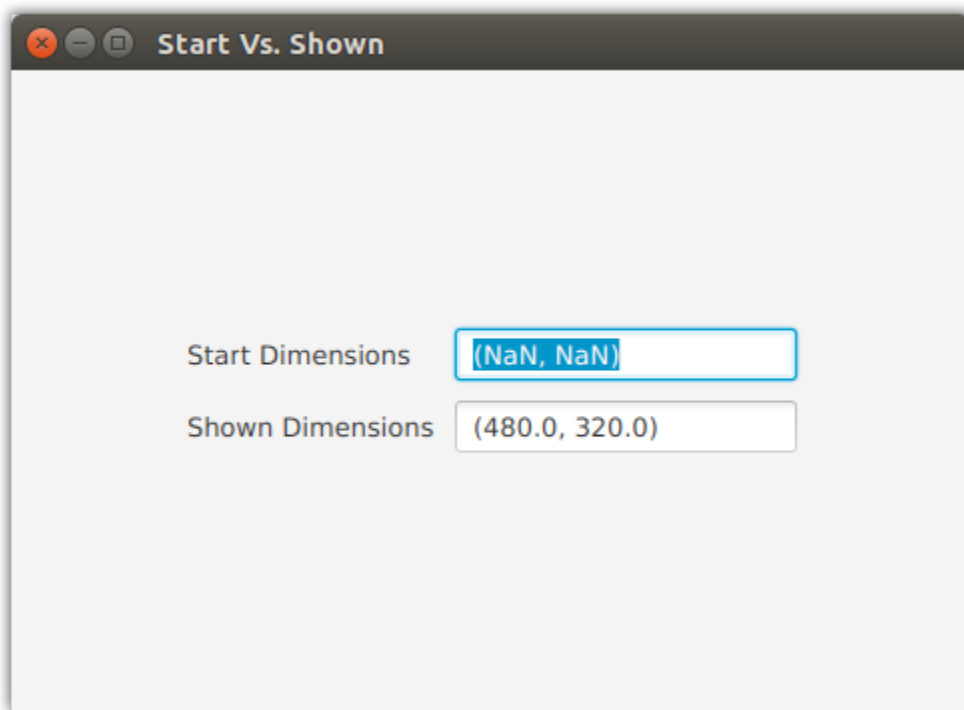 Start Vs. Shown
Start Dimensions (NaN, NaN)
Shown Dimensions (480.0, 320.0)